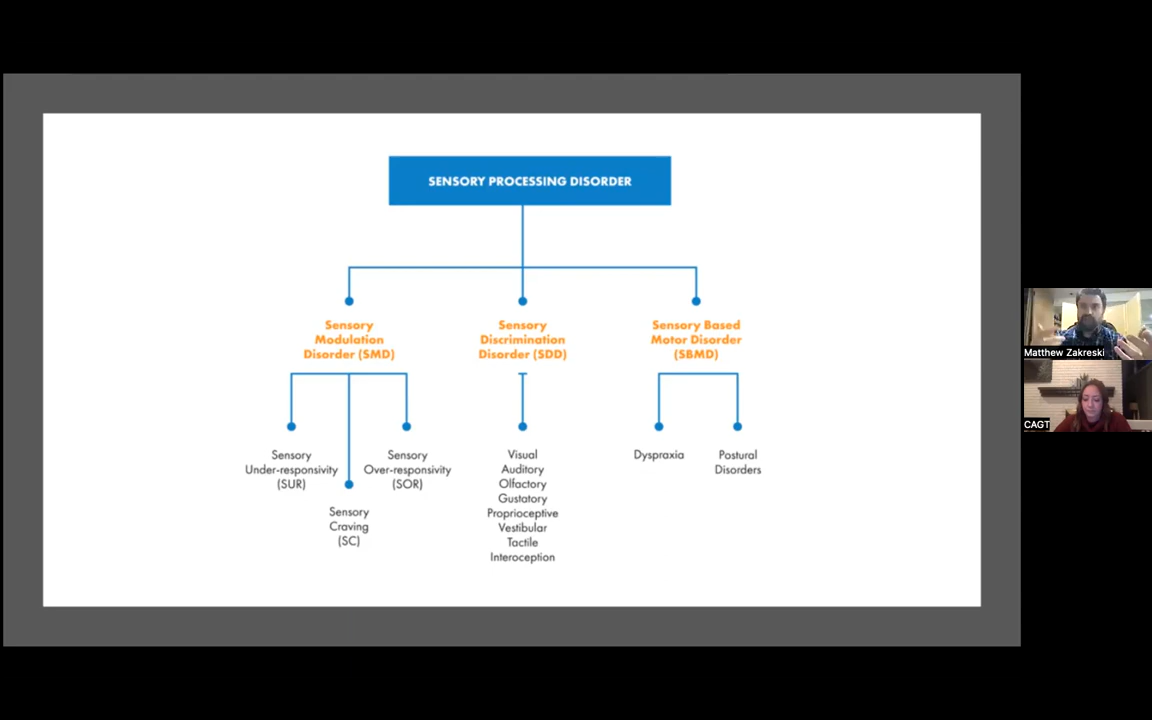 SENSORY PROCESSING DISORDER
Sensory
Modulation
Disorder (SMD)
Sensory
Discrimination
Disorder (SDD)
Sensory Based
Motor Disorder
(SBMD)
Sensory
Under-responsivity
(SUR)
Sensory
Craving
(SC)
Sensory
Over-responsivity
(SOR)
Visual
Auditory
Olfactory
Gustatory
Proprioceptive
Vestibular
Tactile
Interoception
Dyspraxia
Postural
Disorders
Matthew Zakreski
CAGT